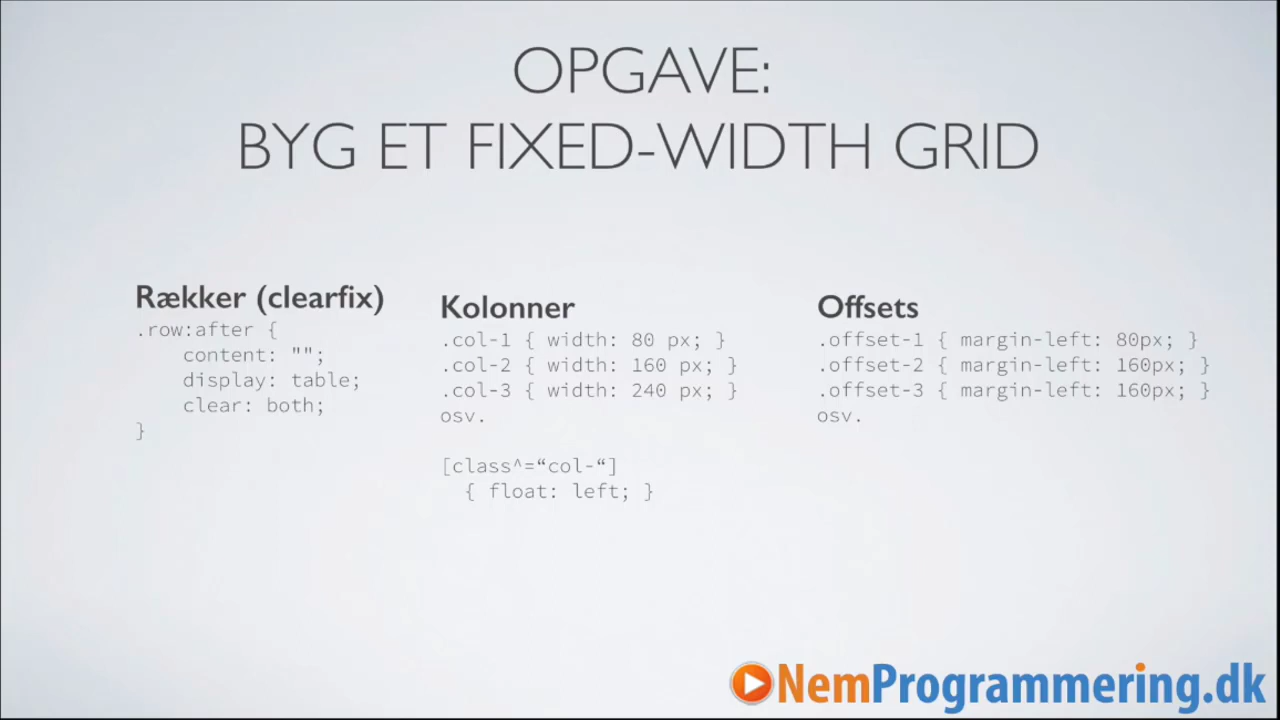 OPGAVE:
BYG ET FIXED-WIDTH GRID
Rækker (clearfix)
.row:after {
    content: "";
    display: table;
    clear: both;
}
Kolonner
.col-1 { width: 80 px; }
.col-2 { width: 160 px; }
.col-3 { width: 240 px; }
osv.
[class^=“col-“]
  { float: left; }
Offsets
.offset-1 { margin-left: 80px; }
.offset-2 { margin-left: 160px; }
.offset-3 { margin-left: 160px; }
osv.
NemProgrammering.dk